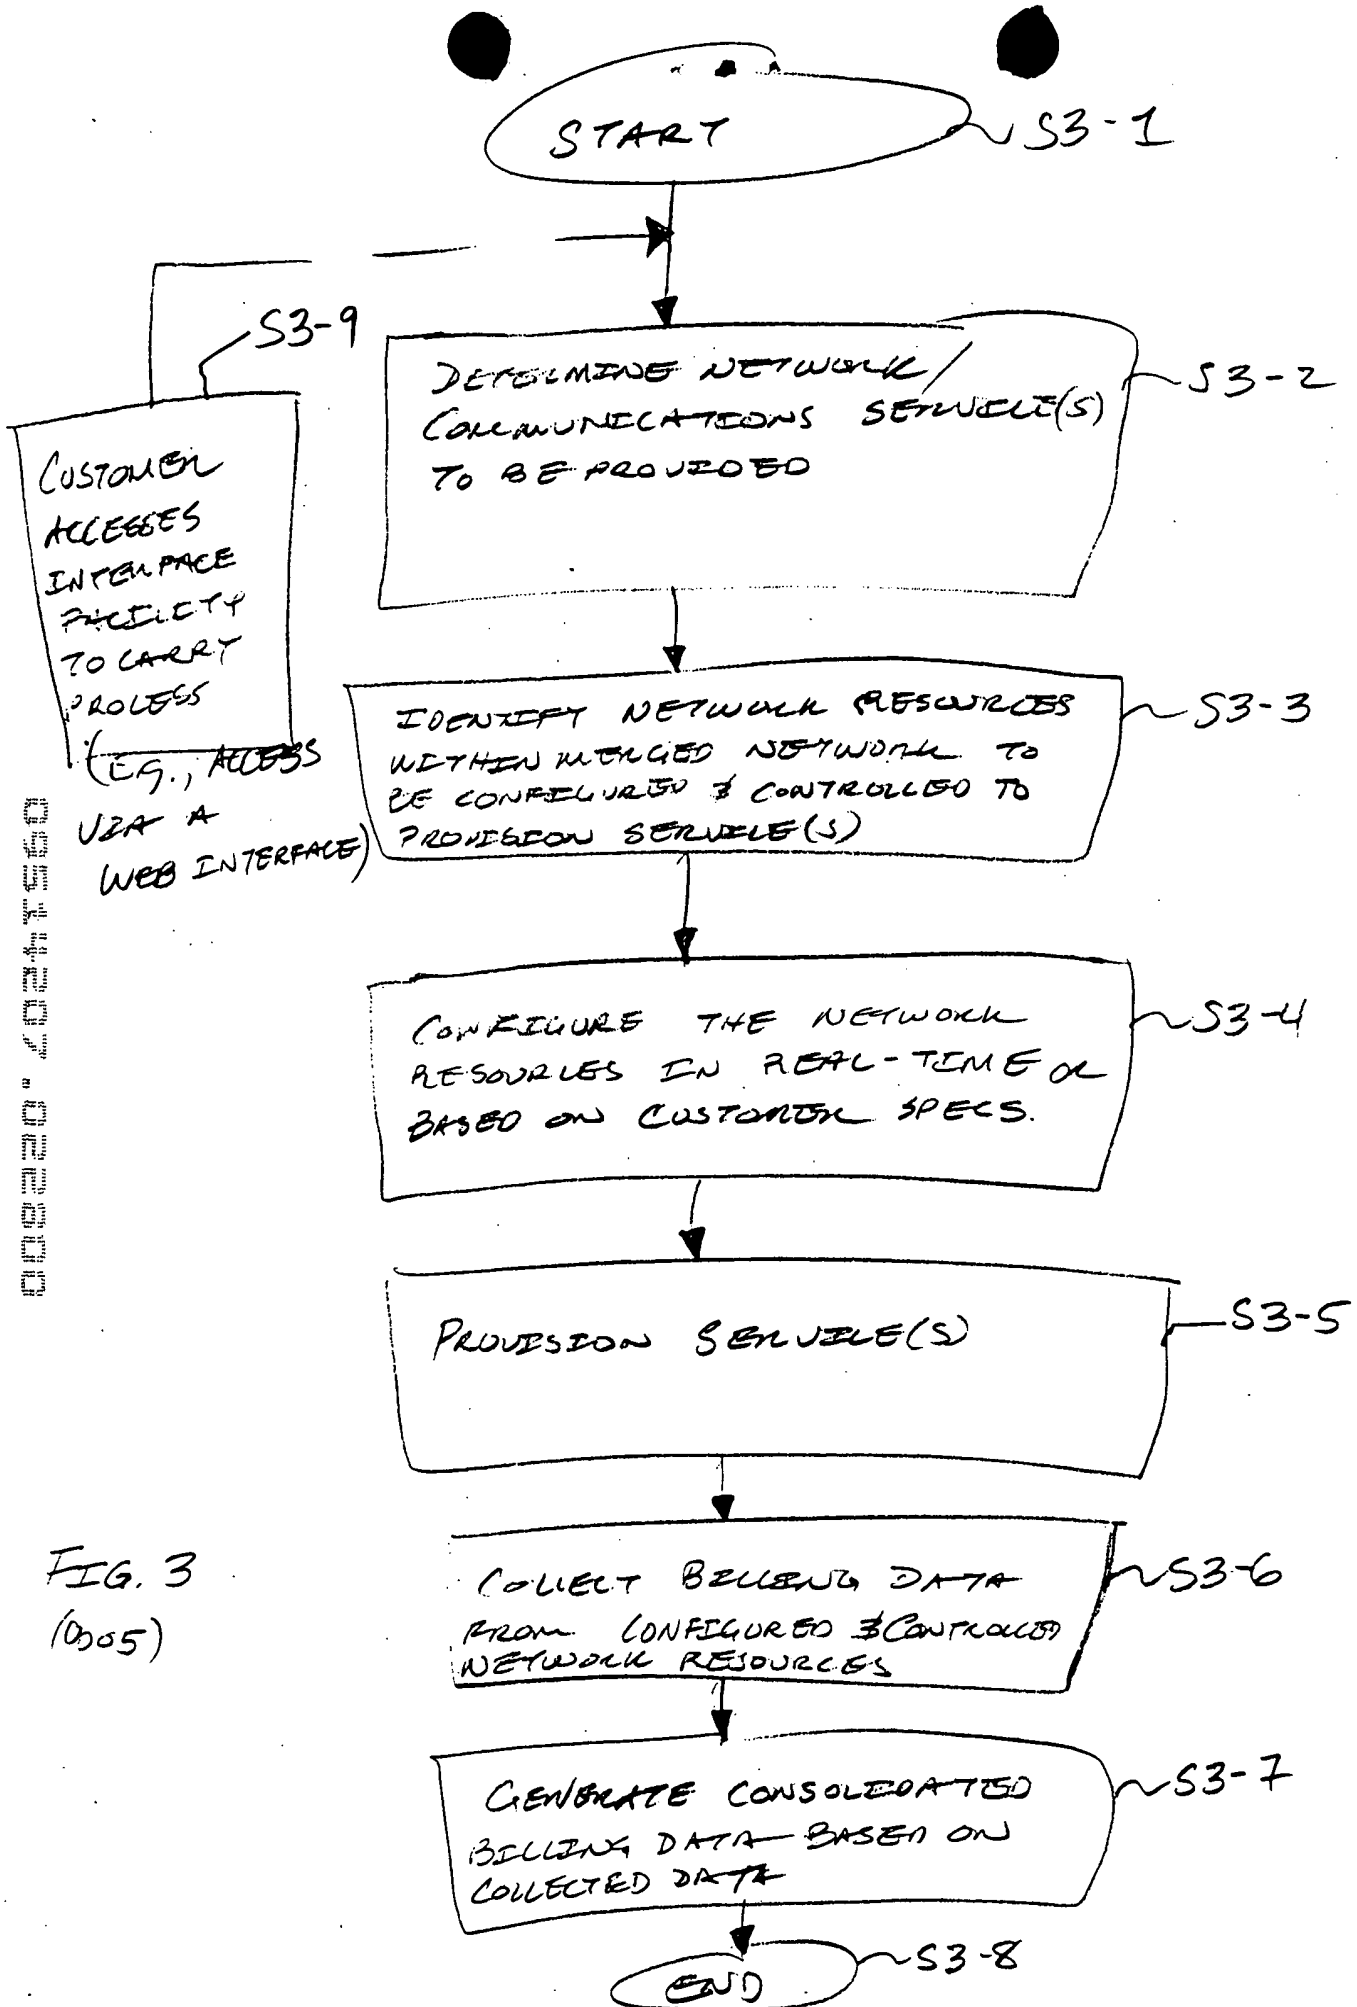 START
S3-1
S3-9
DETERMINE NETWORK/
COMMUNICATIONS SERVICE(S)
TO BE PROVIDED
S3-2
CUSTOMER
ACCESSES
INTERFACE
FACILITY
TO CARRY
PROCESS
(E.G., ACCESS
VIA A
WEB INTERFACE)
IDENTIFY NETWORK RESOURCES
WITHIN MERGED NETWORK TO
BE CONFIGURED & CONTROLLED TO
PROVISION SERVICE(S)
S3-3
CONFIGURE THE NETWORK
RESOURCES IN REAL-TIME OR
BASED ON CUSTOMER SPECS.
S3-4
PROVISION SERVICE(S)
S3-5
COLLECT BILLING DATA
FROM CONFIGURED & CONTROLLED
NETWORK RESOURCES
S3-6
GENERATE CONSOLIDATED
BILLING DATA BASED ON
COLLECTED DATA
S3-7
END
S3-8
FIG. 3
(0005)
09514207.022800